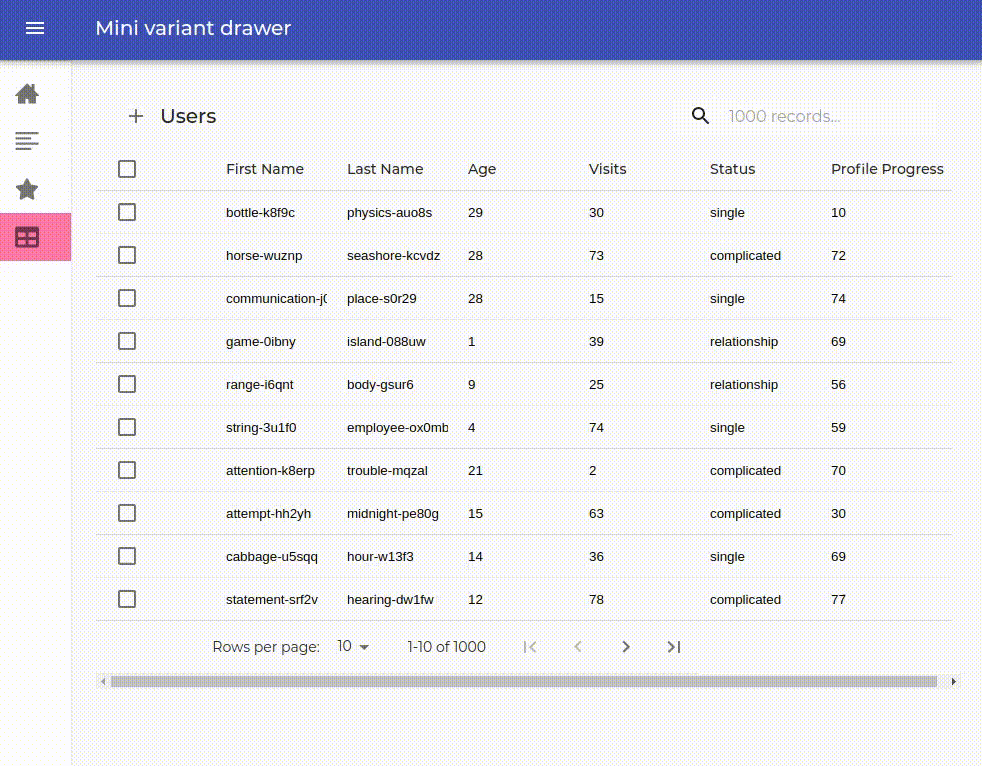 Mini variant drawer
Users
1000 records...
First Name Last Name Age Visits Status Profile Progress
bottle-k8f9c physics-auo8s 29 30 single 10
horse-wuznp seashore-kcvdz 28 73 complicated 72
communication-j0 place-s0r29 28 15 single 74
game-0ibny island-088uw 1 39 relationship 69
range-i6qnt body-gsur6 9 25 relationship 56
string-3u1f0 employee-ox0mb 4 74 single 59
attention-k8erp trouble-mqzal 21 2 complicated 70
attempt-hh2yh midnight-pe80g 15 63 complicated 30
cabbage-u5sqq hour-w13f3 14 36 single 69
statement-srf2v hearing-dw1fw 12 78 complicated 77
Rows per page: 10 1-10 of 1000